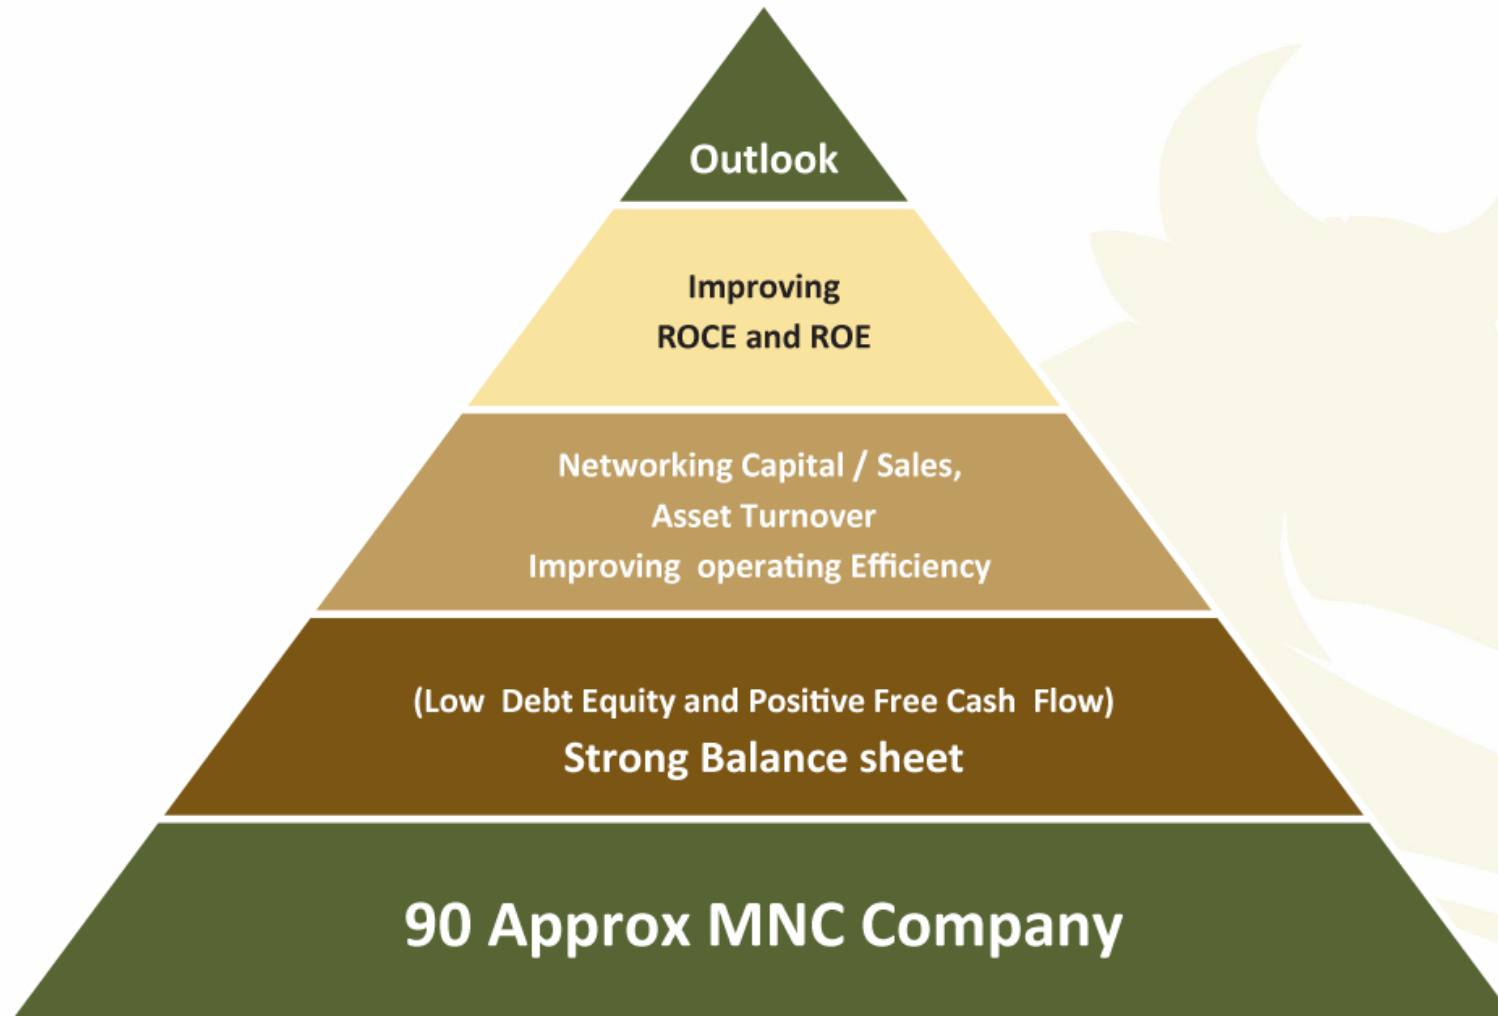 Outlook
Improving
ROCE and ROE
Networking Capital / Sales,
Asset Turnover
Improving operating Efficiency
(Low Debt Equity and Positive Free Cash Flow)
Strong Balance sheet
90 Approx MNC Company